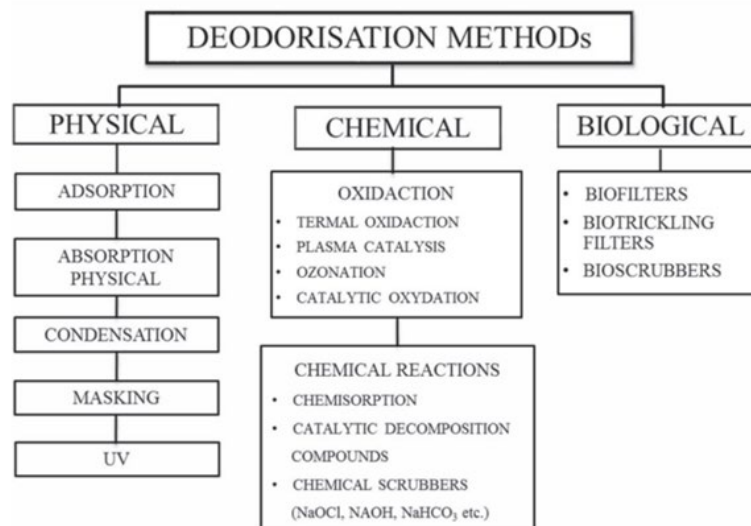 DEODORISATION METHODs
PHYSICAL
ADSORPTION
ABSORPTION
PHYSICAL
CONDENSATION
MASKING
UV
CHEMICAL
OXIDACTION
• TERMAL OXIDACTION
• PLASMA CATALYSIS
• OZONATION
• CATALYTIC OXYDATION
CHEMICAL REACTIONS
• CHEMISORPTION
• CATALYTIC DECOMPOSITION
COMPOUNDS
• CHEMICAL SCRUBBERS
(NaOCl, NAOH, NaHCO₃ etc.)
BIOLOGICAL
• BIOFILTERS
• BIOTRICKLING
FILTERS
• BIOSCRUBBERS